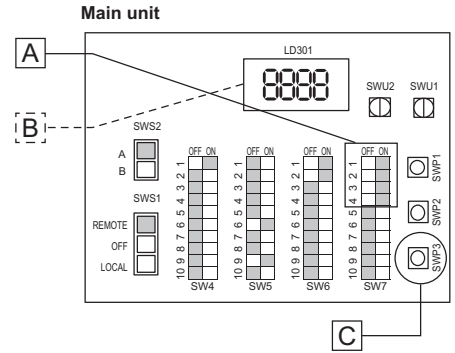 Main unit
A
LD301
8888
SWU2 SWU1
B
SWS2
A
B
OFF ON OFF ON OFF ON OFF ON
1 2 3 4 5 6 7 8 9 10
1 2 3 4 5 6 7 8 9 10
1 2 3 4 5 6 7 8 9 10
1 2 3 4 5 6 7 8 9 10
SW4 SW5 SW6 SW7
SWS1
REMOTE
OFF
LOCAL
SWP1
SWP2
SWP3
C